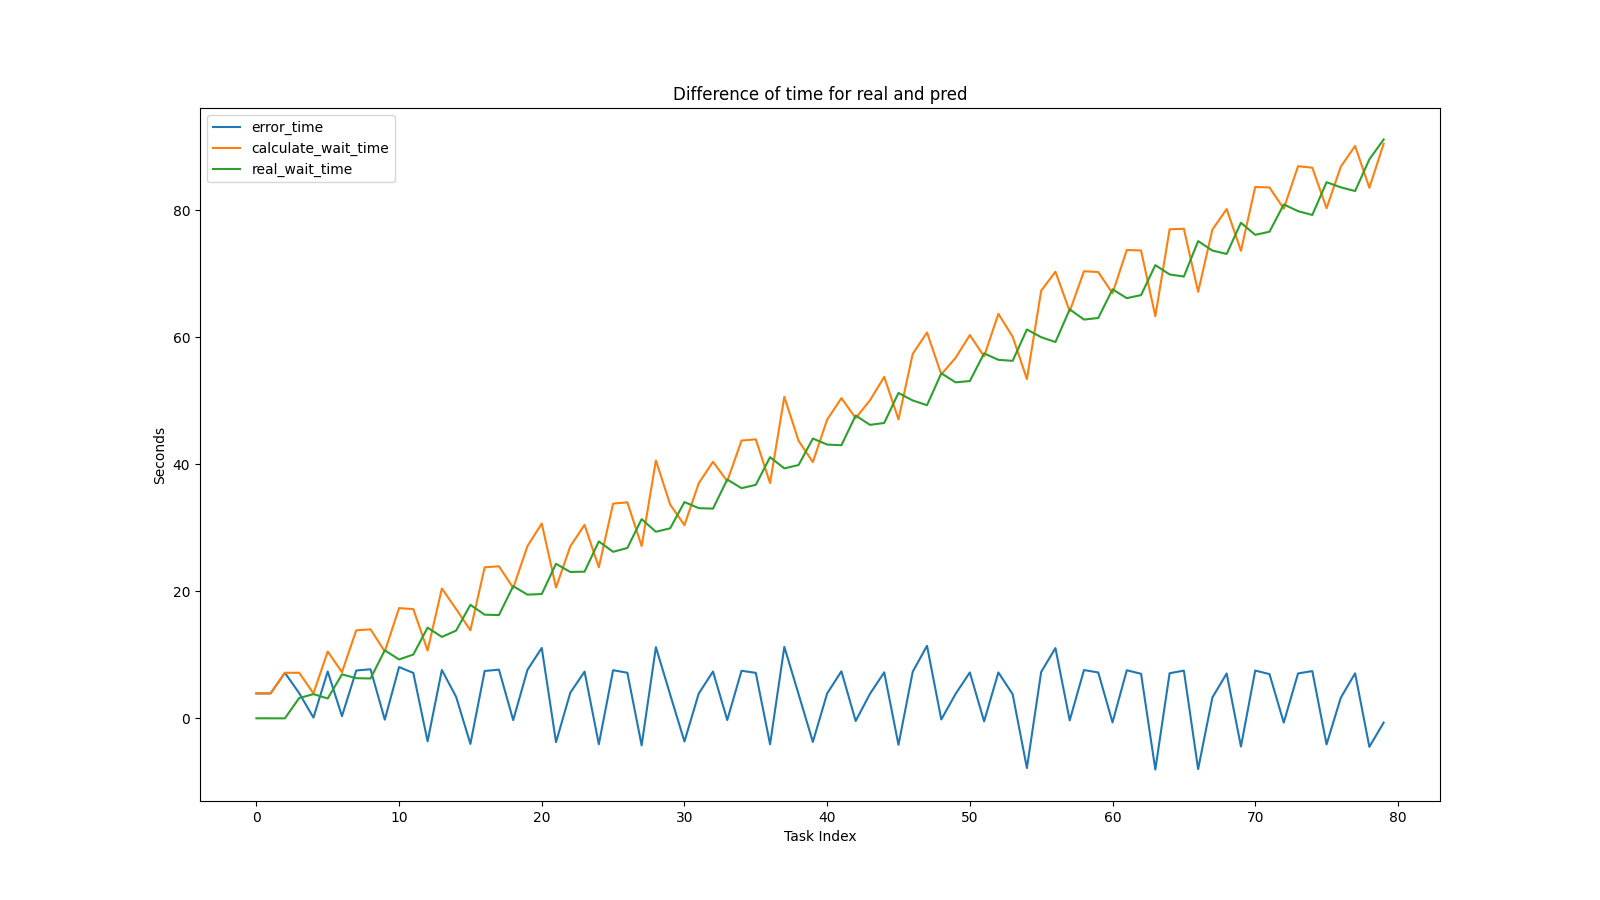 Difference of time for real and pred
error_time
calculate_wait_time
real_wait_time
80
60
40
20
0
Seconds
0 10 20 30 40 50 60 70 80
Task Index